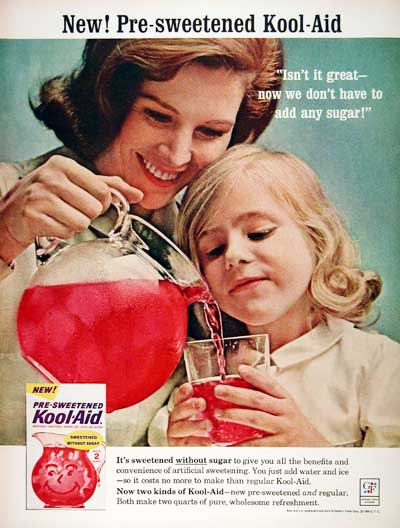 New! Pre-sweetened Kool-Aid
"Isn't it great—
now we don't have to
add any sugar!"
NEW!
PRE-SWEETENED
Kool-Aid
SWEETENED
WITHOUT SUGAR
2
It's sweetened without sugar to give you all the benefits and
convenience of artificial sweetening. You just add water and ice
—so it costs no more to make than regular Kool-Aid.
Now two kinds of Kool-Aid—new pre-sweetened and regular.
Both make two quarts of pure, wholesome refreshment.